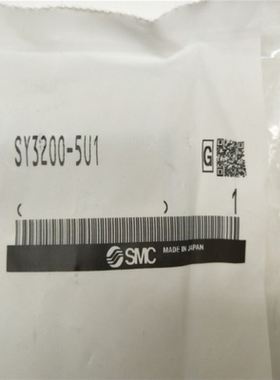 SY3200-5U1
G
( ) 1
SMC MADE IN JAPAN